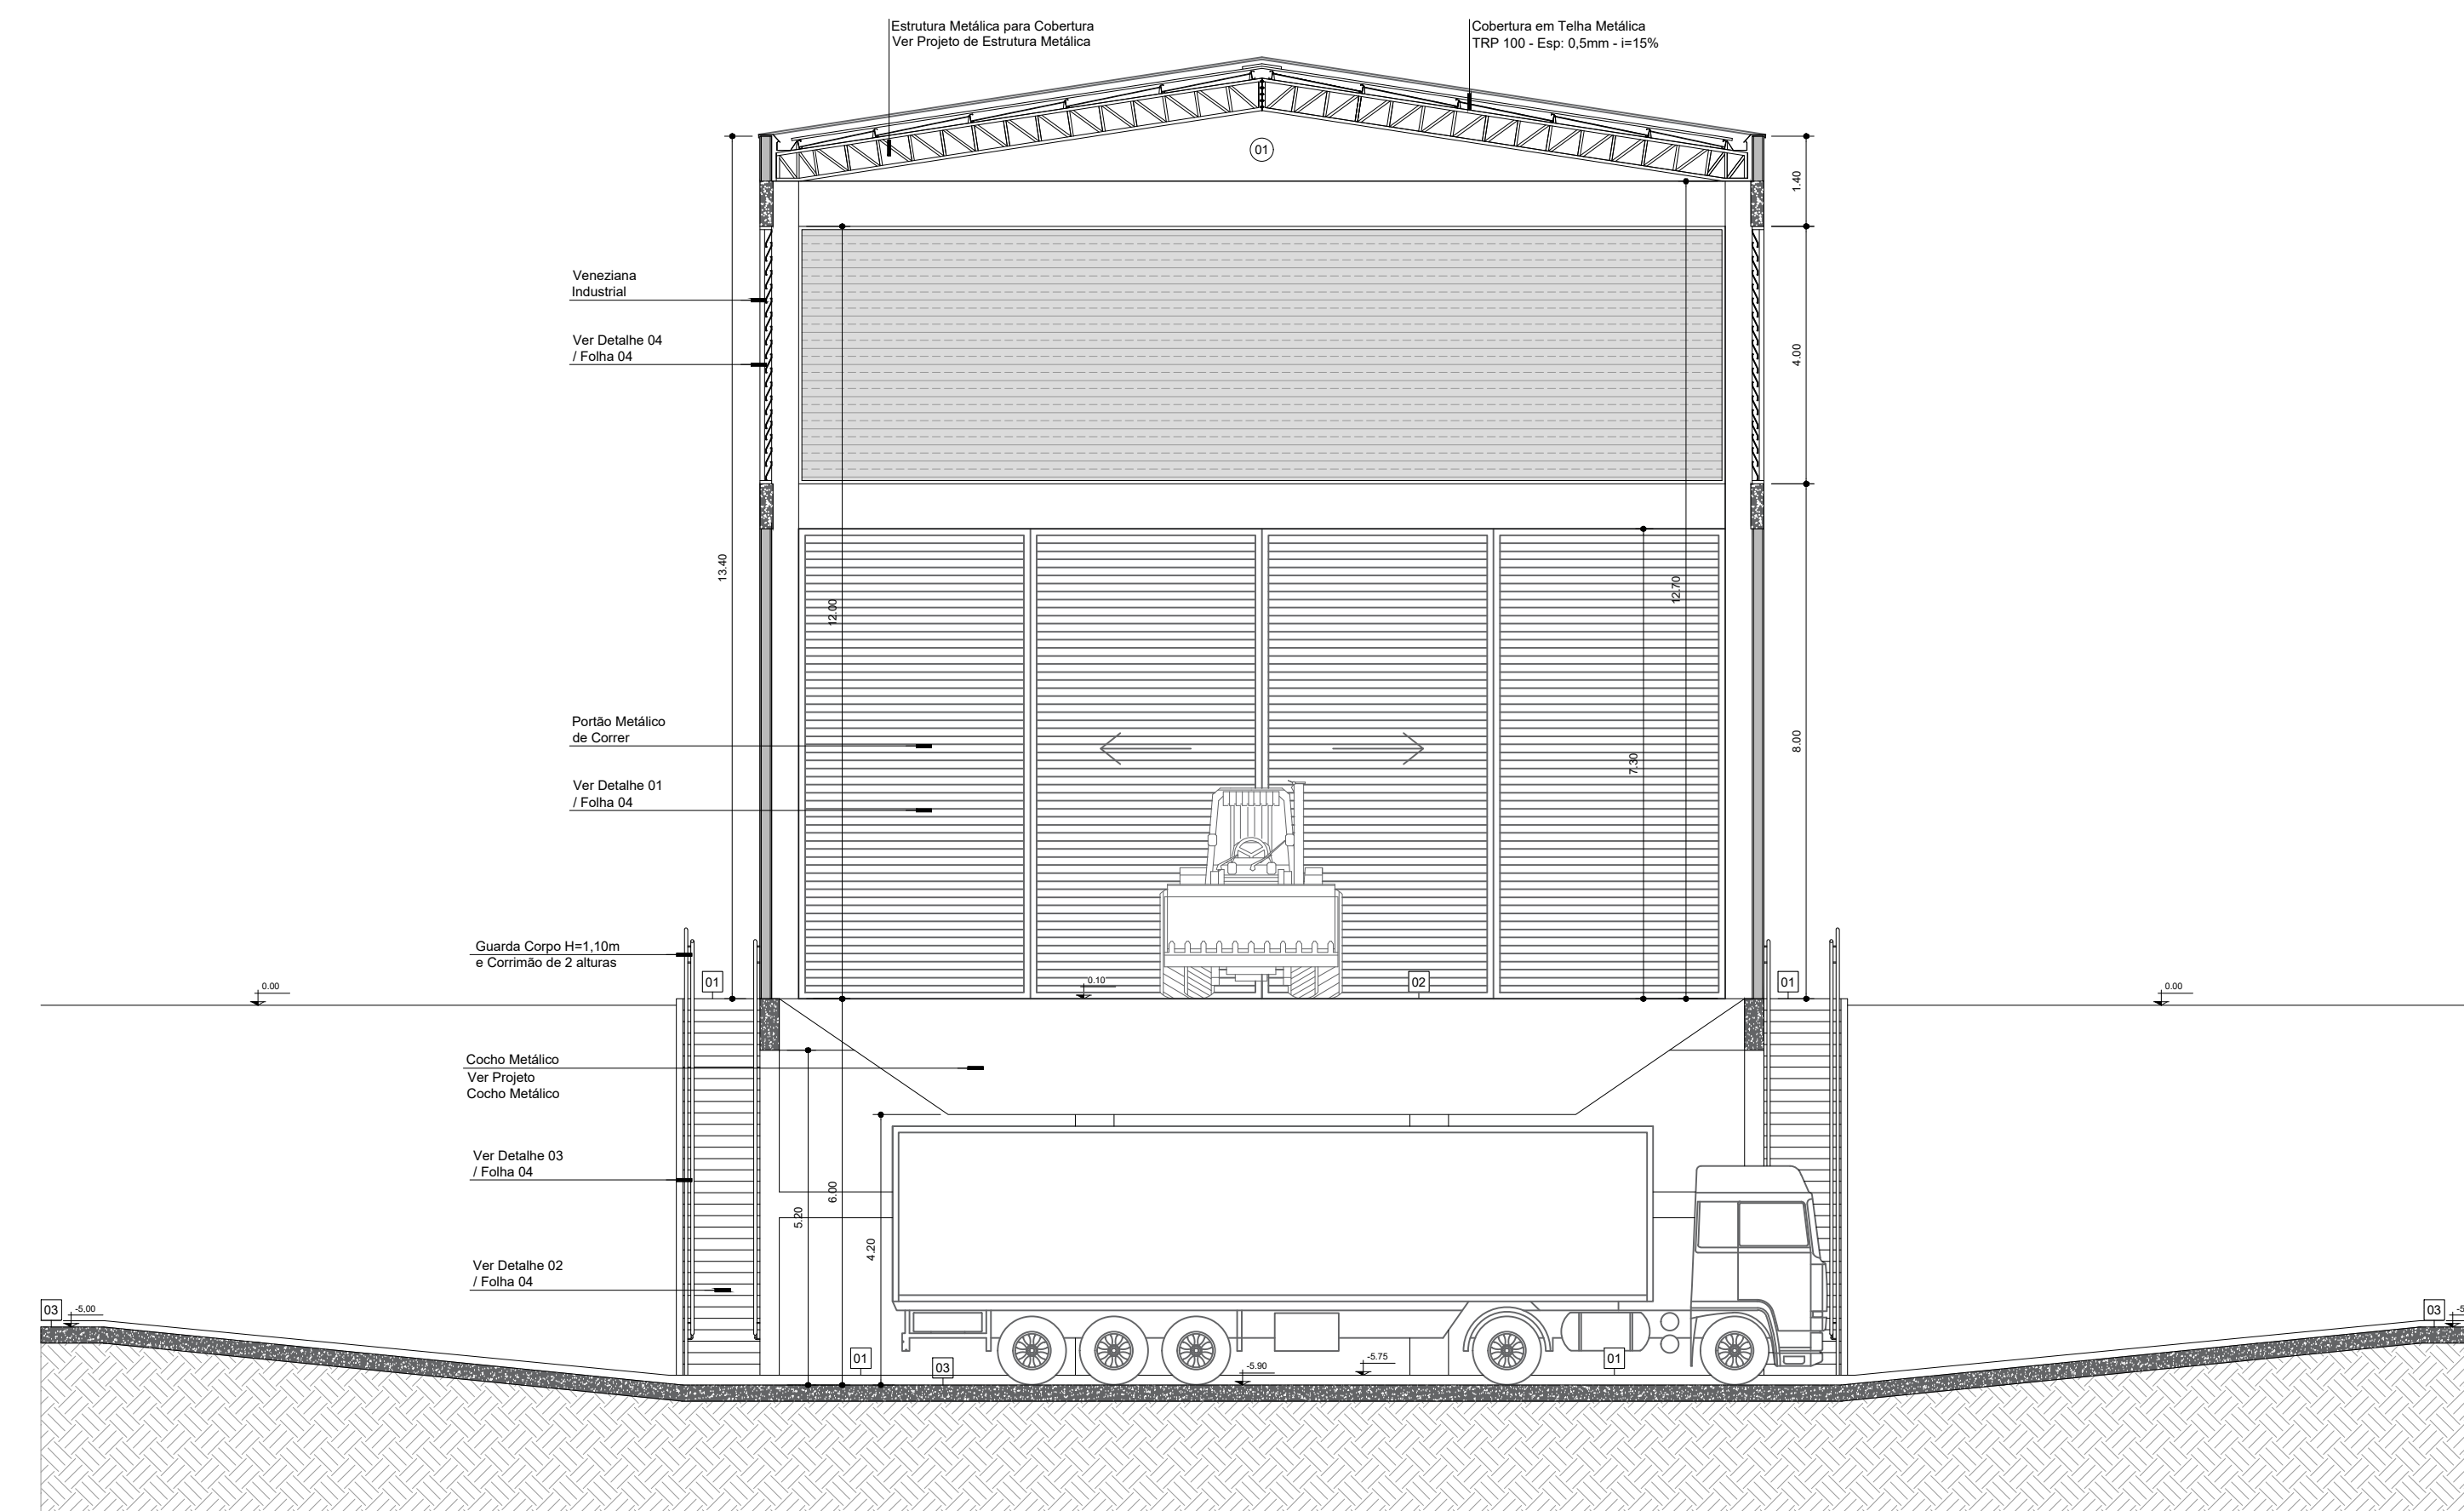 Estrutura Metálica para Cobertura
Ver Projeto de Estrutura Metálica
Cobertura em Telha Metálica
TRP 100 - Esp: 0,5mm - i=15%
01
1.40
Veneziana
Industrial
Ver Detalhe 04
/ Folha 04
4.00
13.40
12.00
12.70
Portão Metálico
de Correr
7.30
8.00
Ver Detalhe 01
/ Folha 04
Guarda Corpo H=1,10m
e Corrimão de 2 alturas
0.00
01
0.10
02
01
0.00
Cocho Metálico
Ver Projeto
Cocho Metálico
Ver Detalhe 03
/ Folha 04
5.20
6.00
4.20
Ver Detalhe 02
/ Folha 04
03
-5,00
01
03
-5.90
-5.75
01
03